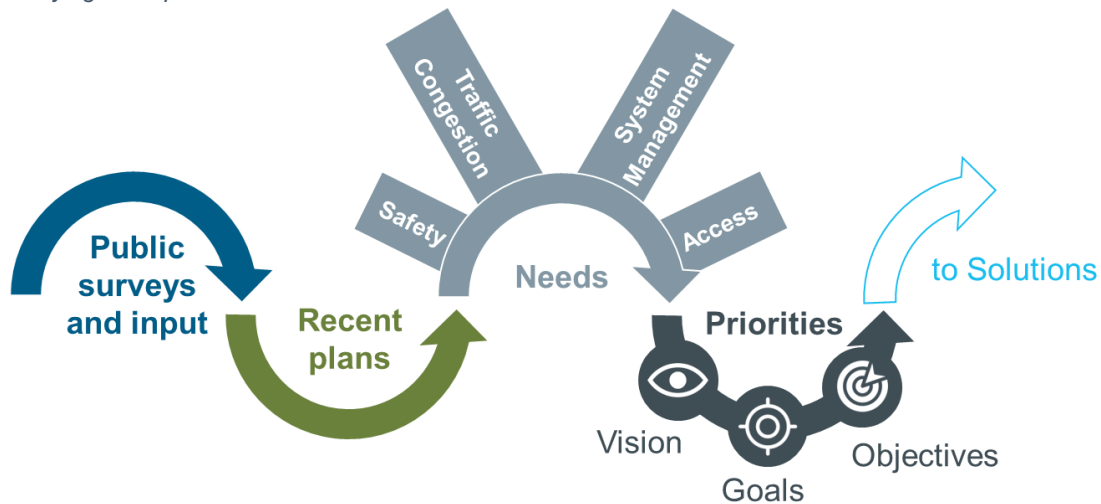 Public
surveys
and input
Recent
plans
Safety
Traffic
Congestion
Needs
System
Management
Access
Priorities
Vision
Goals
Objectives
to Solutions